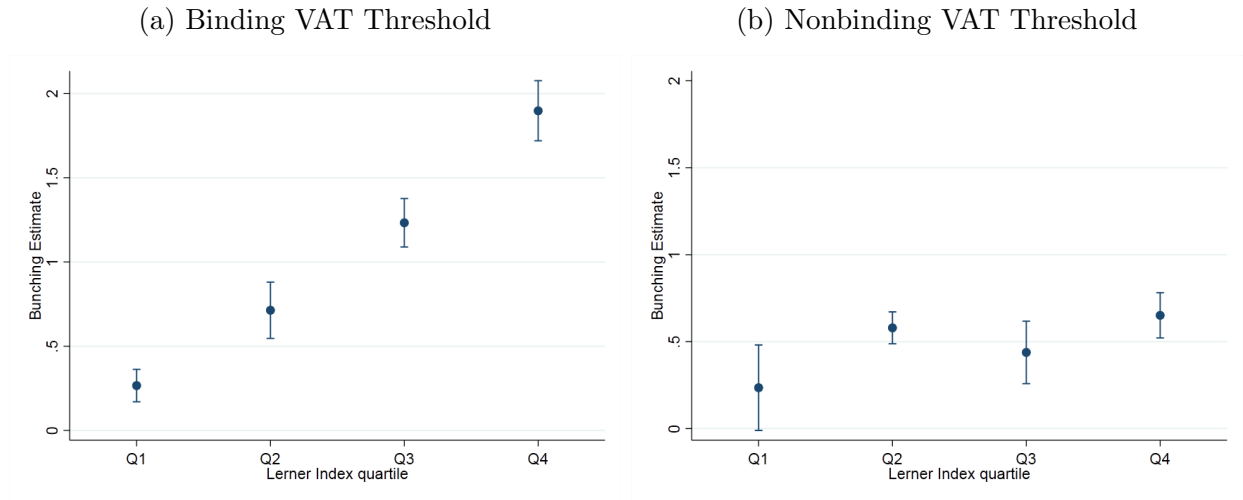 (a) Binding VAT Threshold
Bunching Estimate
2
1.5
1
.5
0
Q1 Q2 Q3 Q4
Lerner Index quartile
(b) Nonbinding VAT Threshold
Bunching Estimate
2
1.5
1
.5
0
Q1 Q2 Q3 Q4
Lerner Index quartile